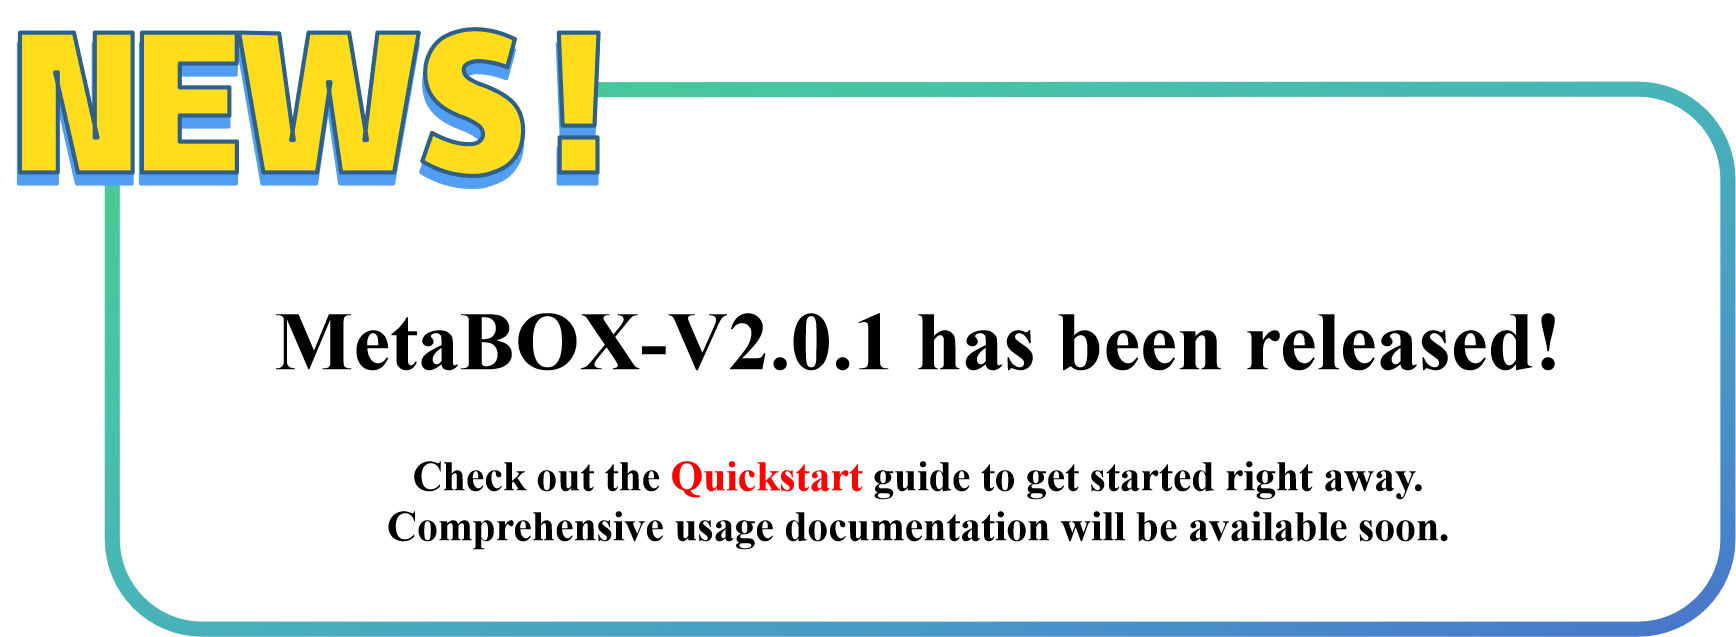 NEWS!
MetaBOX-V2.0.1 has been released!
Check out the Quickstart guide to get started right away.
Comprehensive usage documentation will be available soon.